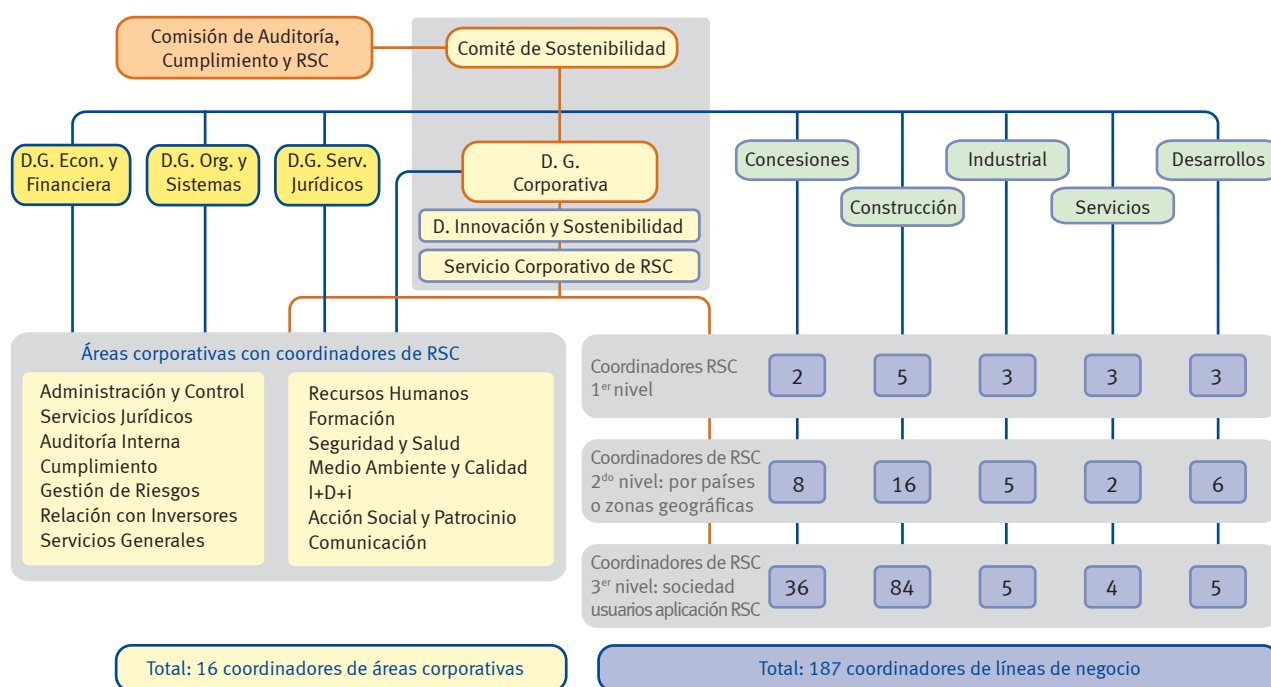 Comisión de Auditoría,
Cumplimiento y RSC
Comité de Sostenibilidad
D.G. Econ. y
Financiera
D.G. Org. y
Sistemas
D.G. Serv.
Jurídicos
D. G.
Corporativa
D. Innovación y Sostenibilidad
Servicio Corporativo de RSC
Concesiones
Construcción
Industrial
Servicios
Desarrollos
Áreas corporativas con coordinadores de RSC
Administración y Control
Servicios Jurídicos
Auditoría Interna
Cumplimiento
Gestión de Riesgos
Relación con Inversores
Servicios Generales
Recursos Humanos
Formación
Seguridad y Salud
Medio Ambiente y Calidad
I+D+i
Acción Social y Patrocinio
Comunicación
Coordinadores RSC
1er nivel
2 5 3 3 3
Coordinadores de RSC
2do nivel: por países
o zonas geográficas
8 16 5 2 6
Coordinadores de RSC
3er nivel: sociedad
usuarios aplicación RSC
36 84 5 4 5
Total: 16 coordinadores de áreas corporativas
Total: 187 coordinadores de líneas de negocio